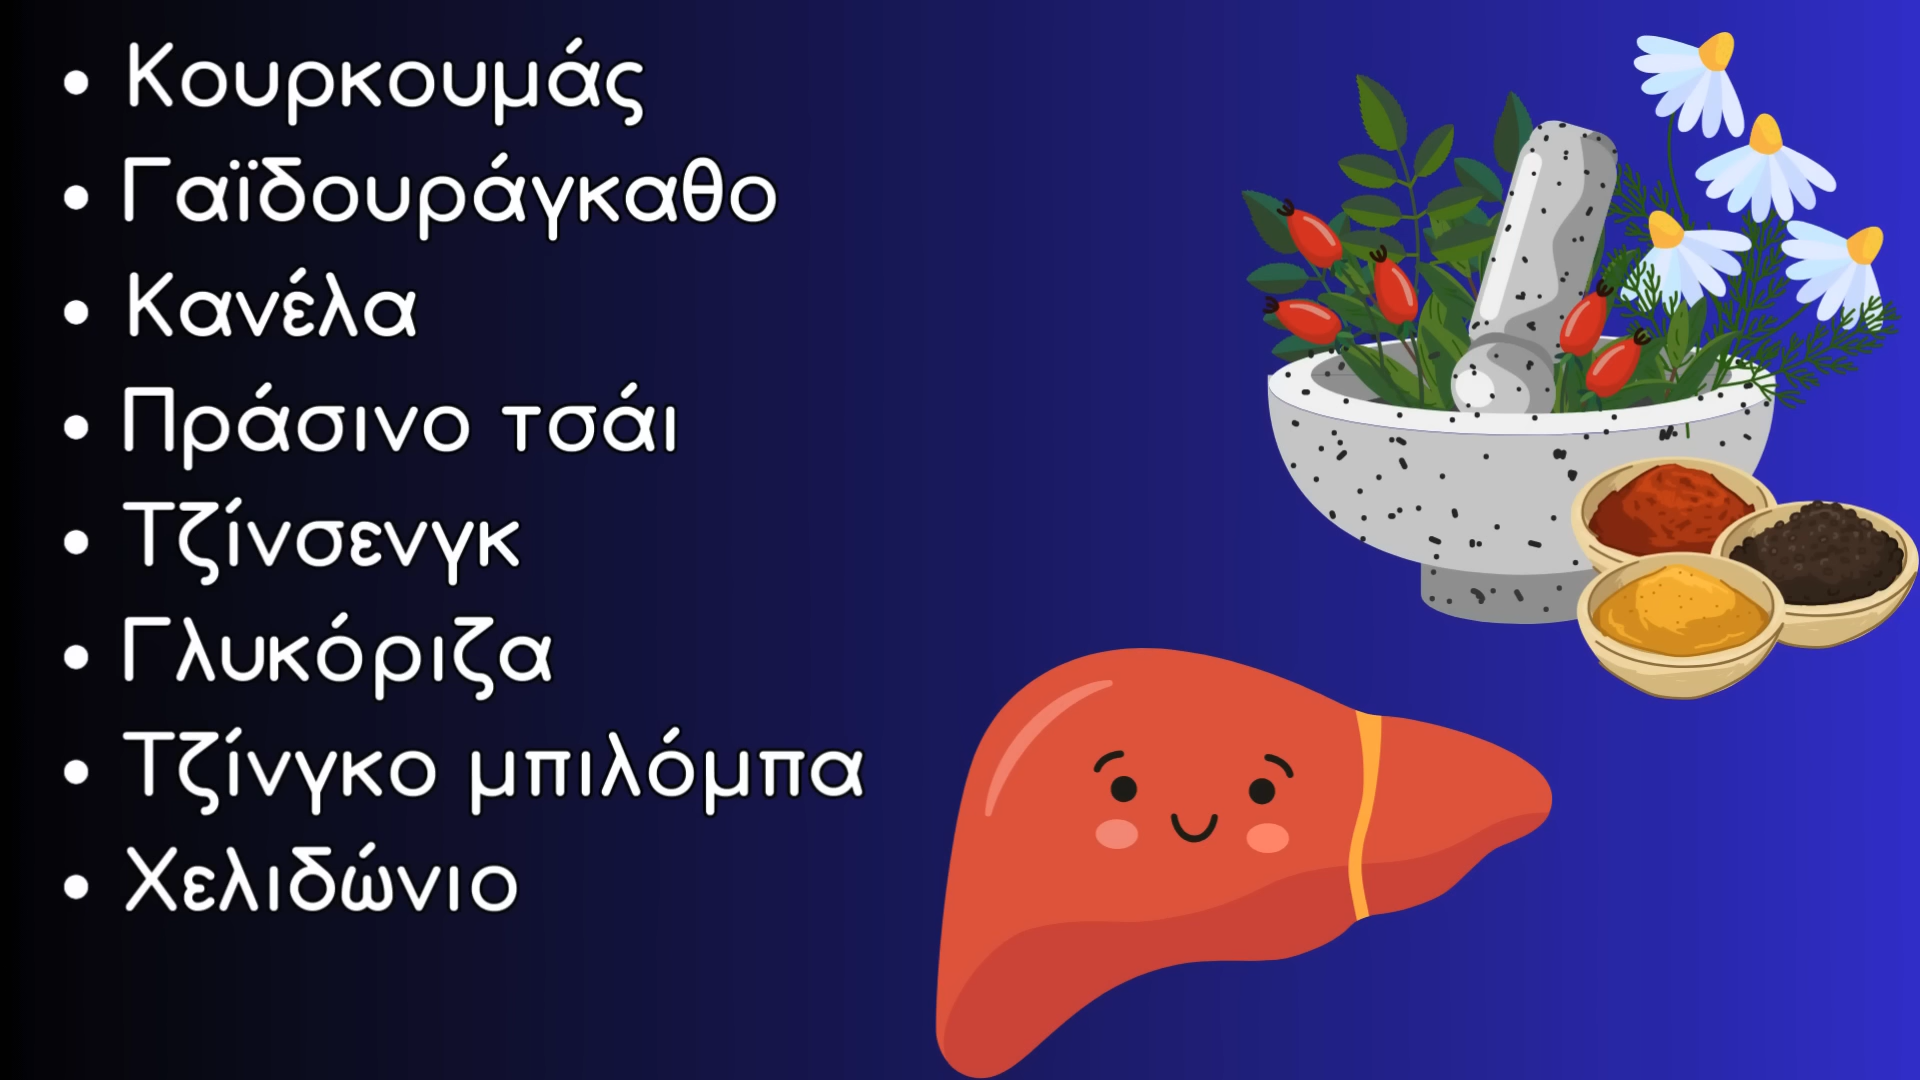 • Κουρκουμάς
• Γαϊδουράγκαθο
• Κανέλα
• Πράσινο τσάι
• Τζίνσενγκ
• Γλυκόριζα
• Τζίνγκο μπιλόμπα
• Χελιδώνιο